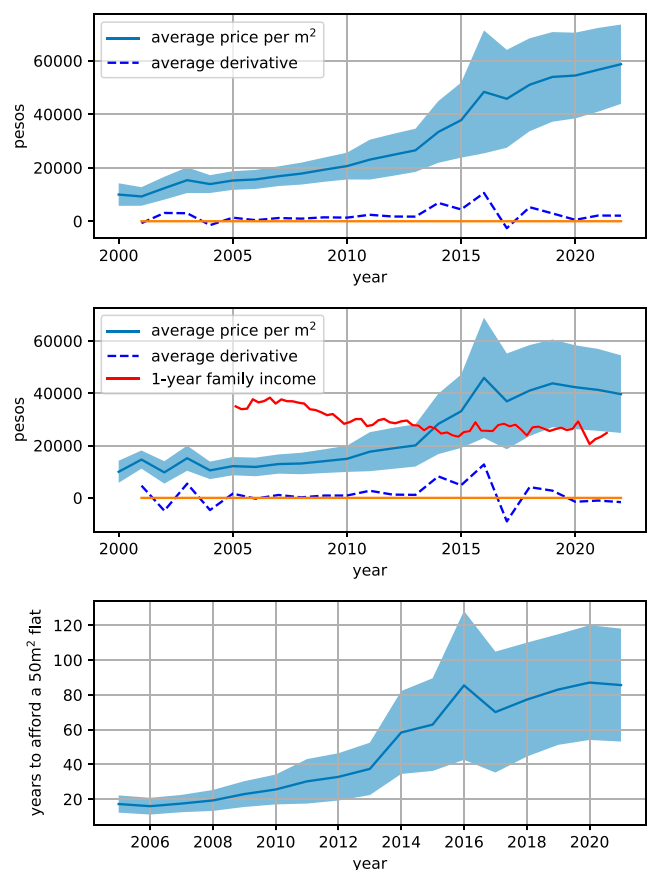 average price per m²
average derivative
60000
40000
20000
0
pesos
2000 2005 2010 2015 2020
year
average price per m²
average derivative
1-year family income
60000
40000
20000
0
pesos
2000 2005 2010 2015 2020
year
120
100
80
60
40
20
years to afford a 50m² flat
2006 2008 2010 2012 2014 2016 2018 2020
year